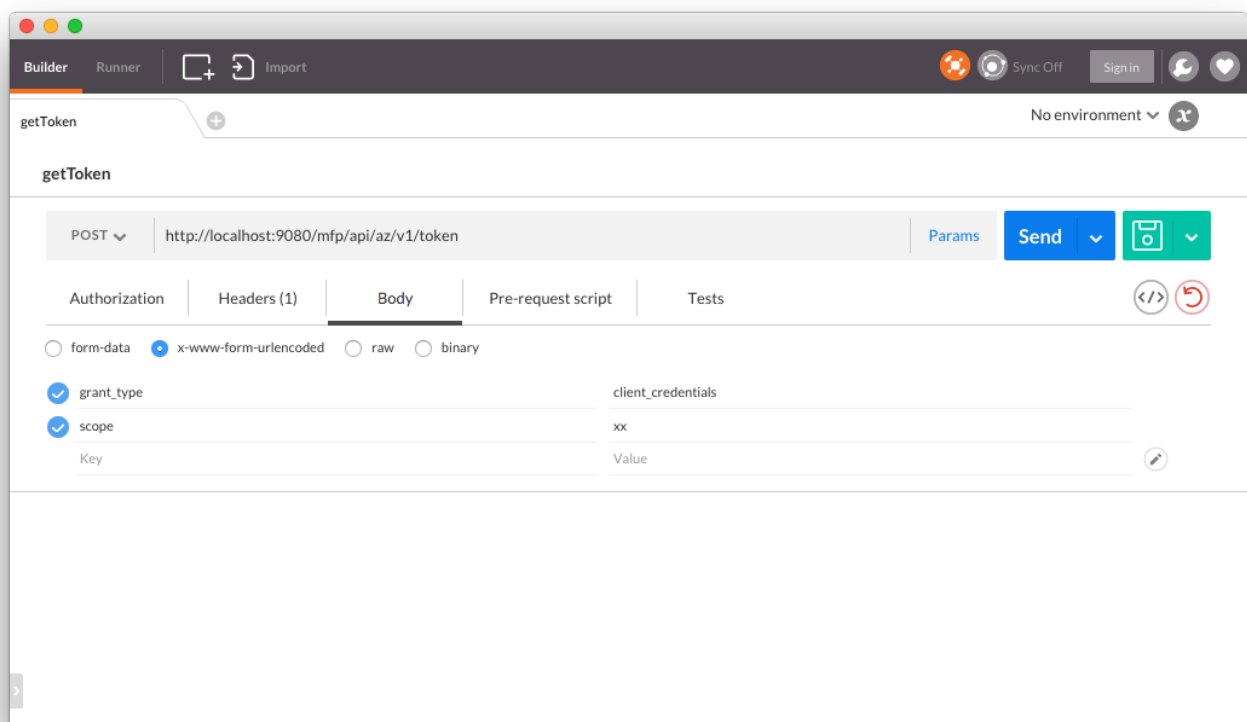 Builder Runner Import Sync Off Sign in
getToken No environment x
getToken
POST http://localhost:9080/mfp/api/az/v1/token Params Send
Authorization Headers (1) Body Pre-request script Tests </>
form-data x-www-form-urlencoded raw binary
grant_type client_credentials
scope xx
Key Value